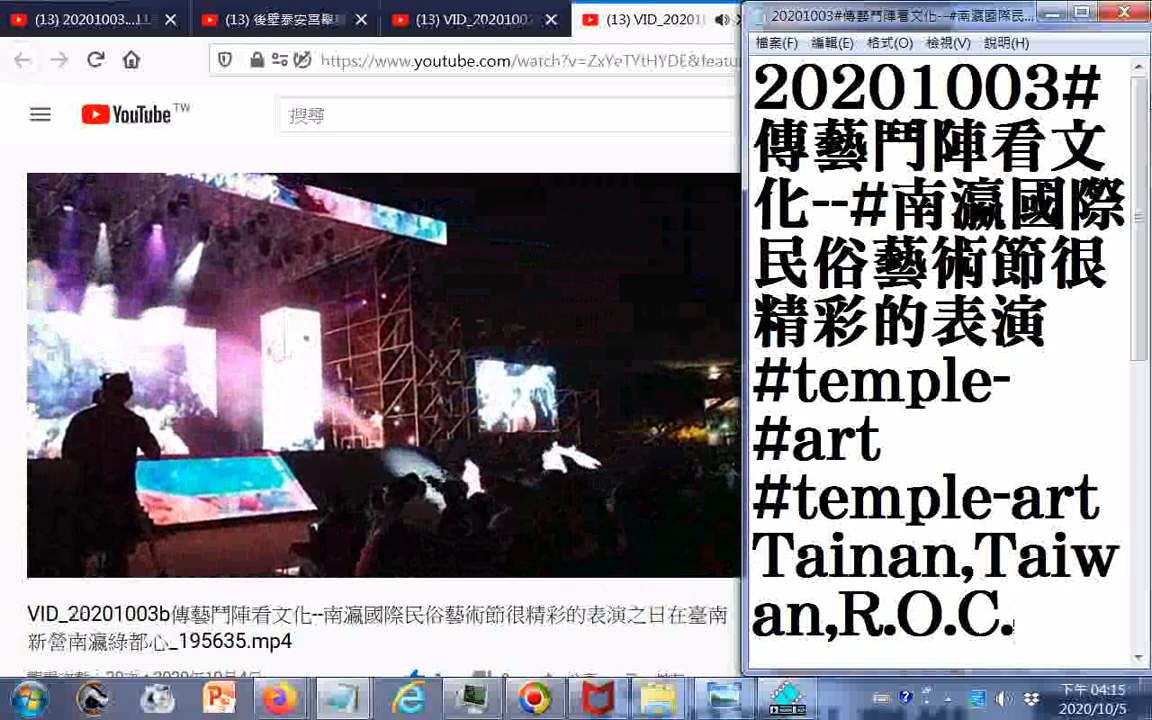 (13) 20201003...
(13) 後壁泰安宮
(13) VID_202010
(13) VID_20201
https://www.youtube.com/watch?v=ZxYeTYtHYDE&featu
YouTube TW
搜尋
VID_20201003b傳藝鬥陣看文化--南瀛國際民俗藝術節很精彩的表演之日在臺南
新營南瀛綠都心_195635.mp4
20201003#傳藝鬥陣看文化--#南瀛國際民...
檔案(F) 編輯(E) 格式(O) 檢視(V) 說明(H)
20201003#
傳藝鬥陣看文
化--#南瀛國際
民俗藝術節很
精彩的表演
#temple-
#art
#temple-art
Tainan,Taiw
an,R.O.C.
下午 04:15
2020/10/5